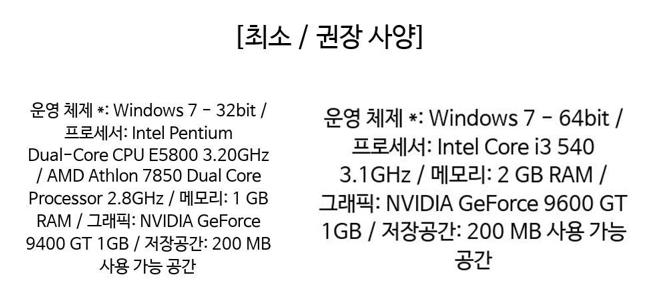 [최소 / 권장 사양]
운영 체제 *: Windows 7 - 32bit /
프로세서: Intel Pentium
Dual-Core CPU E5800 3.20GHz
/ AMD Athlon 7850 Dual Core
Processor 2.8GHz / 메모리: 1 GB
RAM / 그래픽: NVIDIA GeForce
9400 GT 1GB / 저장공간: 200 MB
사용 가능 공간
운영 체제 *: Windows 7 - 64bit /
프로세서: Intel Core i3 540
3.1GHz / 메모리: 2 GB RAM /
그래픽: NVIDIA GeForce 9600 GT
1GB / 저장공간: 200 MB 사용 가능
공간